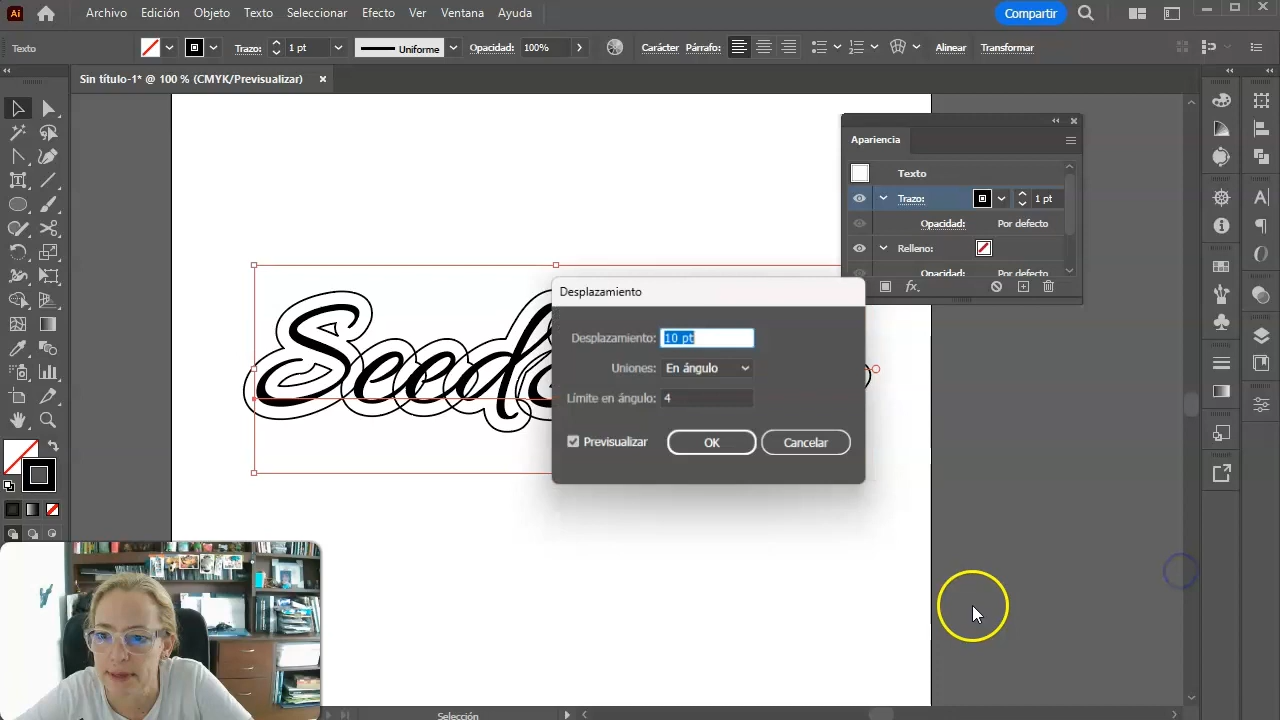 Ai Archivo Edición Objeto Texto Seleccionar Efecto Ver Ventana Ayuda Compartir
Texto Trazo: 1 pt Uniforme Opacidad: 100% Carácter Párrafo: Alinear Transformar
Sin título-1* @ 100 % (CMYK/Previsualizar) ×
Apariencia
Texto
Trazo: 1 pt
Opacidad: Por defecto
Relleno:
Opacidad: Por defecto
fx.
Seed
Desplazamiento
Desplazamiento: 10 pt
Uniones: En ángulo
Límite en ángulo: 4
Previsualizar OK Cancelar
Selección